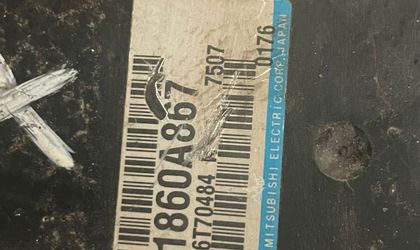 1860A867
6T70484 7507
0176
MITSUBISHI ELECTRIC CORP. JAPAN